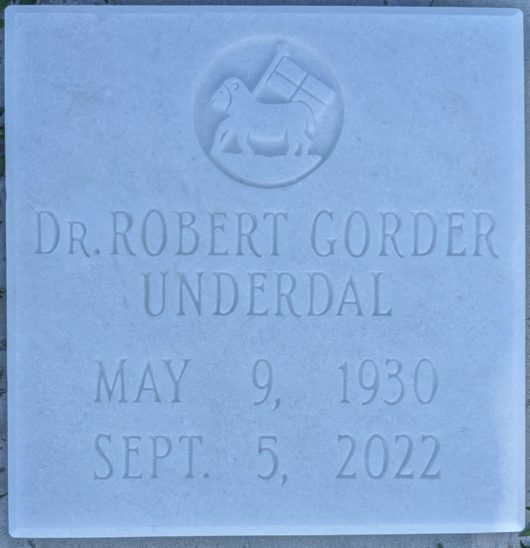 DR. ROBERT GORDER
UNDERDAL
MAY 9, 1930
SEPT. 5, 2022